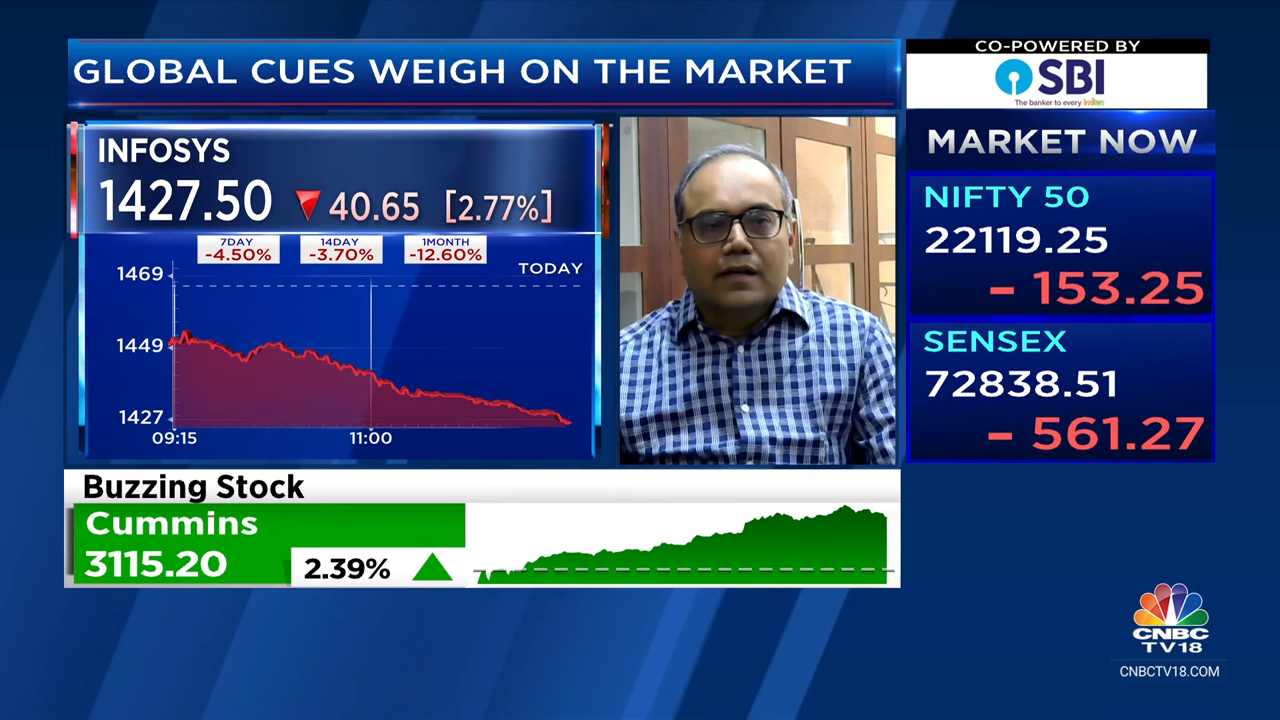 GLOBAL CUES WEIGH ON THE MARKET
CO-POWERED BY
SBI
The banker to every Indian
INFOSYS
1427.50 ▼ 40.65 [2.77%]
7DAY 14DAY 1MONTH
-4.50% -3.70% -12.60%
TODAY
1469
1449
1427
09:15 11:00
MARKET NOW
NIFTY 50
22119.25
- 153.25
SENSEX
72838.51
- 561.27
Buzzing Stock
Cummins
3115.20 2.39% ▲
CNBC
TV18
CNBCTV18.COM